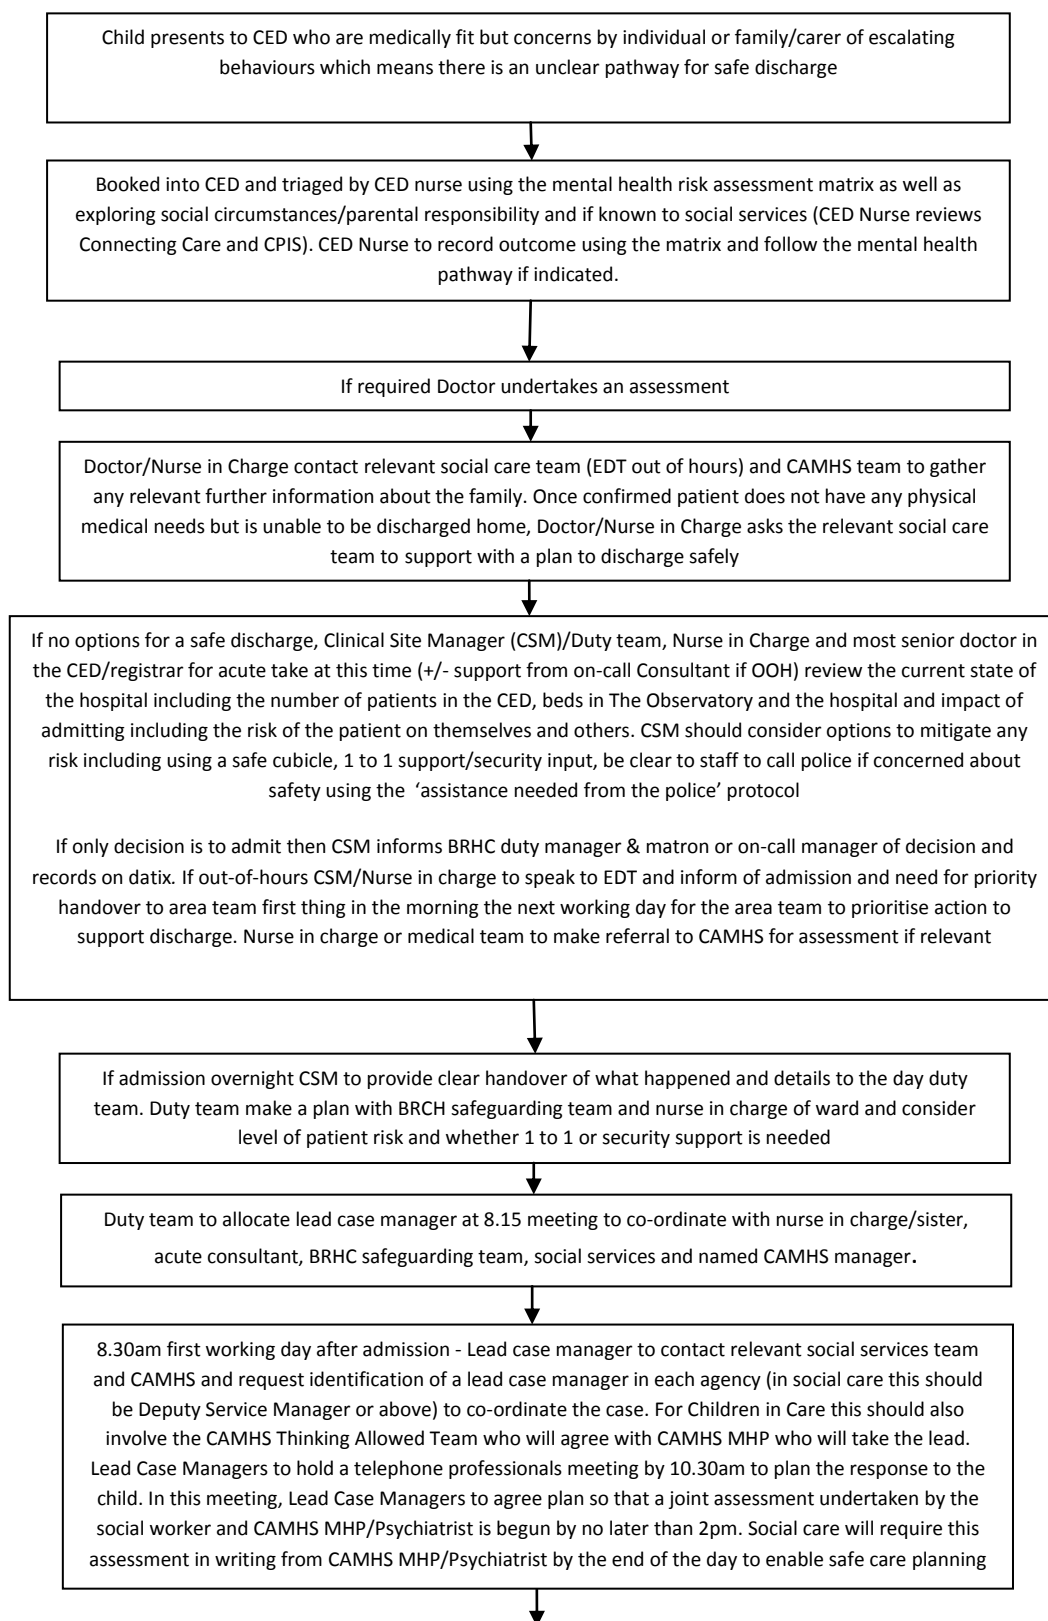 Child presents to CED who are medically fit but concerns by individual or family/carer of escalating
behaviours which means there is an unclear pathway for safe discharge
Booked into CED and triaged by CED nurse using the mental health risk assessment matrix as well as
exploring social circumstances/parental responsibility and if known to social services (CED Nurse reviews
Connecting Care and CPIS). CED Nurse to record outcome using the matrix and follow the mental health
pathway if indicated.
If required Doctor undertakes an assessment
Doctor/Nurse in Charge contact relevant social care team (EDT out of hours) and CAMHS team to gather
any relevant further information about the family. Once confirmed patient does not have any physical
medical needs but is unable to be discharged home, Doctor/Nurse in Charge asks the relevant social care
team to support with a plan to discharge safely
If no options for a safe discharge, Clinical Site Manager (CSM)/Duty team, Nurse in Charge and most senior doctor in
the CED/registrar for acute take at this time (+/- support from on-call Consultant if OOH) review the current state of
the hospital including the number of patients in the CED, beds in The Observatory and the hospital and impact of
admitting including the risk of the patient on themselves and others. CSM should consider options to mitigate any
risk including using a safe cubicle, 1 to 1 support/security input, be clear to staff to call police if concerned about
safety using the ‘assistance needed from the police’ protocol
If only decision is to admit then CSM informs BRHC duty manager & matron or on-call manager of decision and
records on datix. If out-of-hours CSM/Nurse in charge to speak to EDT and inform of admission and need for priority
handover to area team first thing in the morning the next working day for the area team to prioritise action to
support discharge. Nurse in charge or medical team to make referral to CAMHS for assessment if relevant
If admission overnight CSM to provide clear handover of what happened and details to the day duty
team. Duty team make a plan with BRCH safeguarding team and nurse in charge of ward and consider
level of patient risk and whether 1 to 1 or security support is needed
Duty team to allocate lead case manager at 8.15 meeting to co-ordinate with nurse in charge/sister,
acute consultant, BRHC safeguarding team, social services and named CAMHS manager.
8.30am first working day after admission - Lead case manager to contact relevant social services team
and CAMHS and request identification of a lead case manager in each agency (in social care this should
be Deputy Service Manager or above) to co-ordinate the case. For Children in Care this should also
involve the CAMHS Thinking Allowed Team who will agree with CAMHS MHP who will take the lead.
Lead Case Managers to hold a telephone professionals meeting by 10.30am to plan the response to the
child. In this meeting, Lead Case Managers to agree plan so that a joint assessment undertaken by the
social worker and CAMHS MHP/Psychiatrist is begun by no later than 2pm. Social care will require this
assessment in writing from CAMHS MHP/Psychiatrist by the end of the day to enable safe care planning